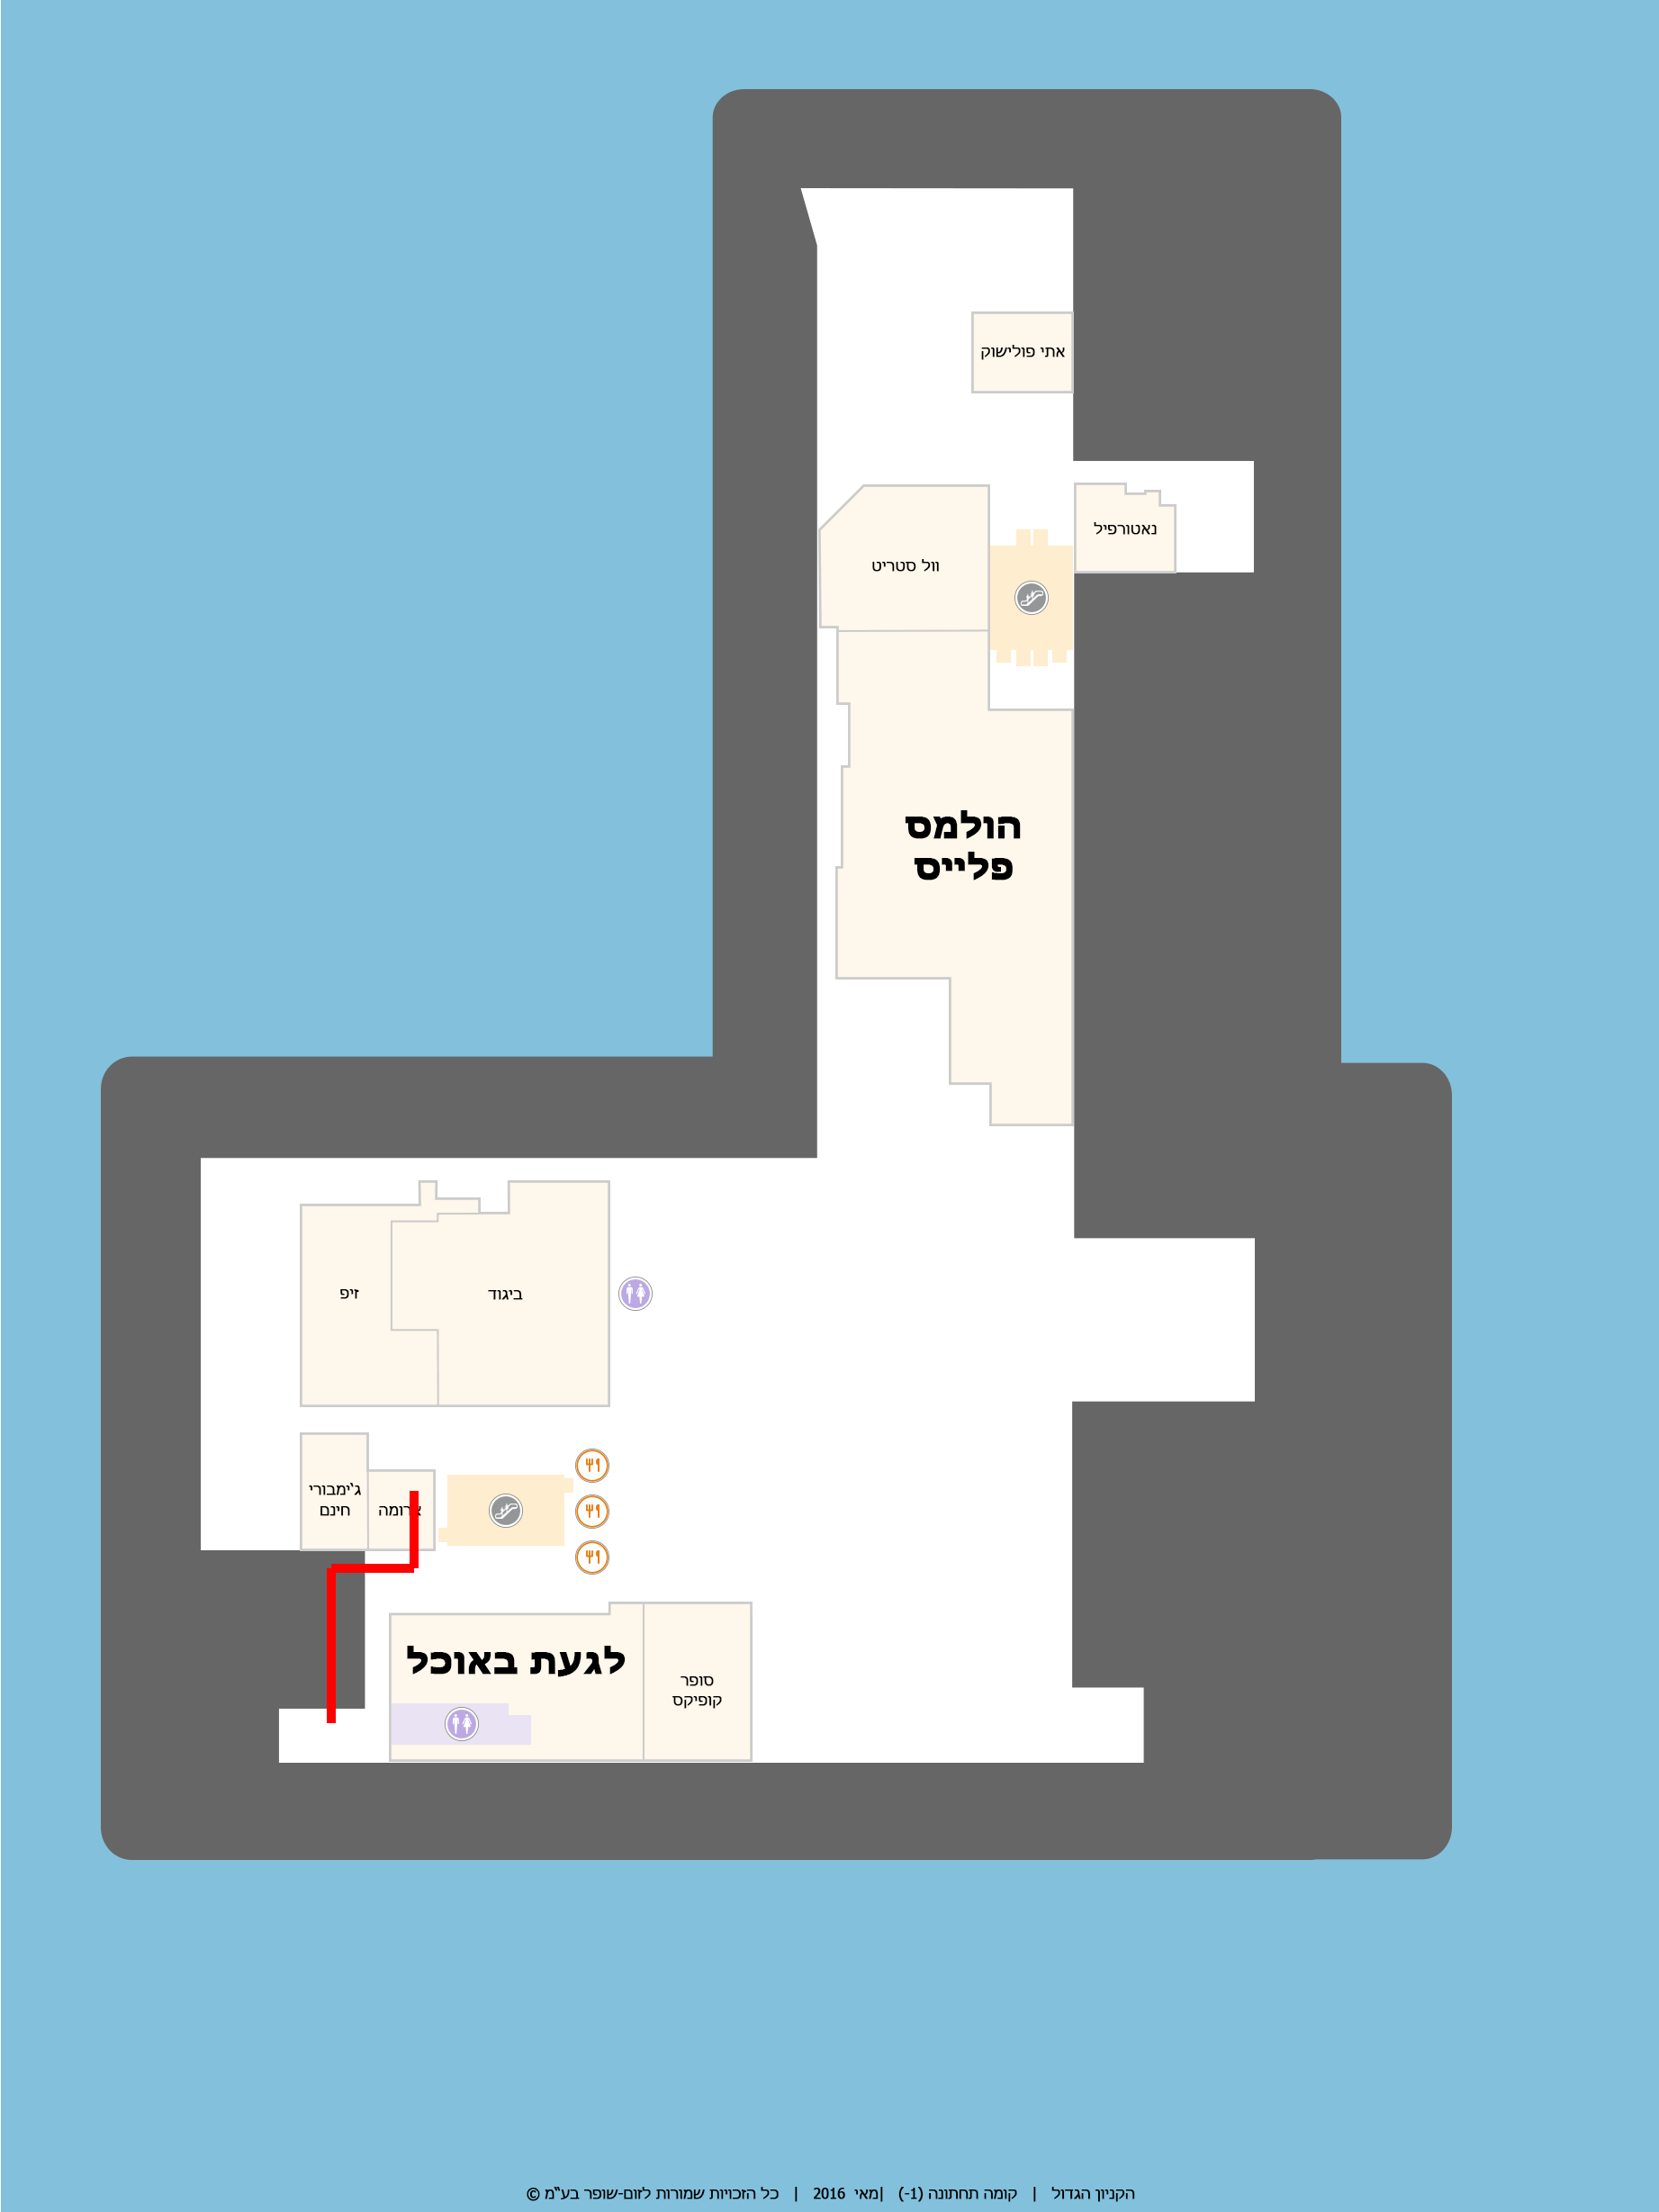 אתי פולישוק
נאטורפיל
וול סטריט
הולמס
פלייס
זיפ
ביגוד
ג'ימבורי
חינם
ארומה
לגעת באוכל
סופר
קופיקס
הקניון הגדול | קומה תחתונה (1-) |מאי 2016 | כל הזכויות שמורות לזום-שופר בע"מ ©